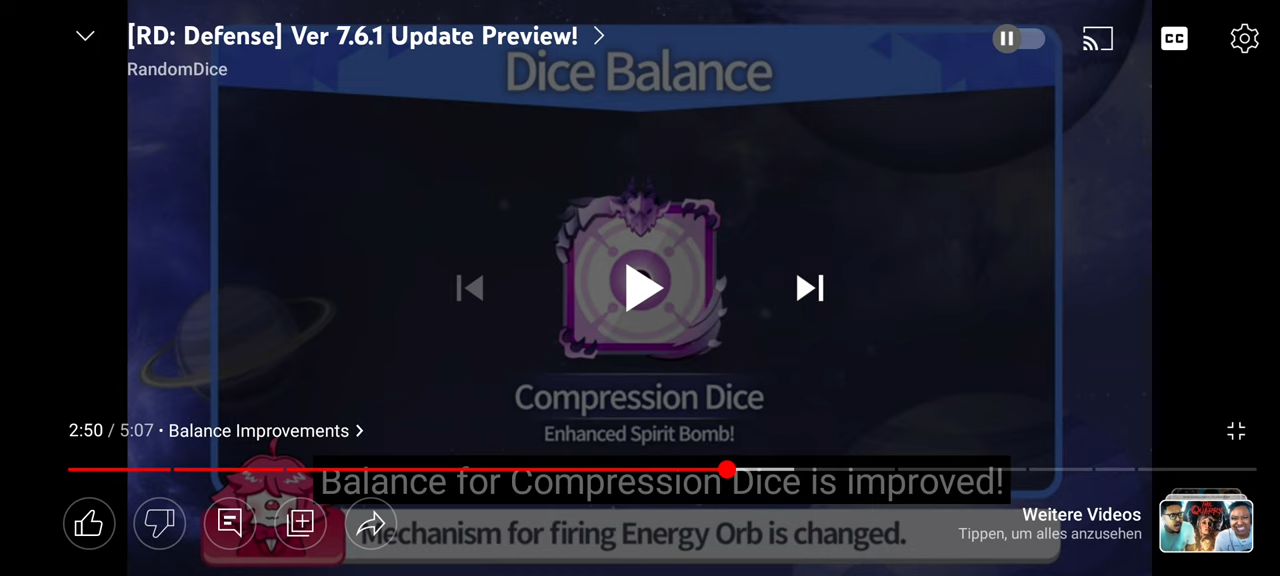 [RD: Defense] Ver 7.6.1 Update Preview!
RandomDice
CC
Dice Balance
Compression Dice
Enhanced Spirit Bomb!
2:50 / 5:07 • Balance Improvements
Balance for Compression Dice is improved!
echanism for firing Energy Orb is changed.
Weitere Videos
Tippen, um alles anzusehen